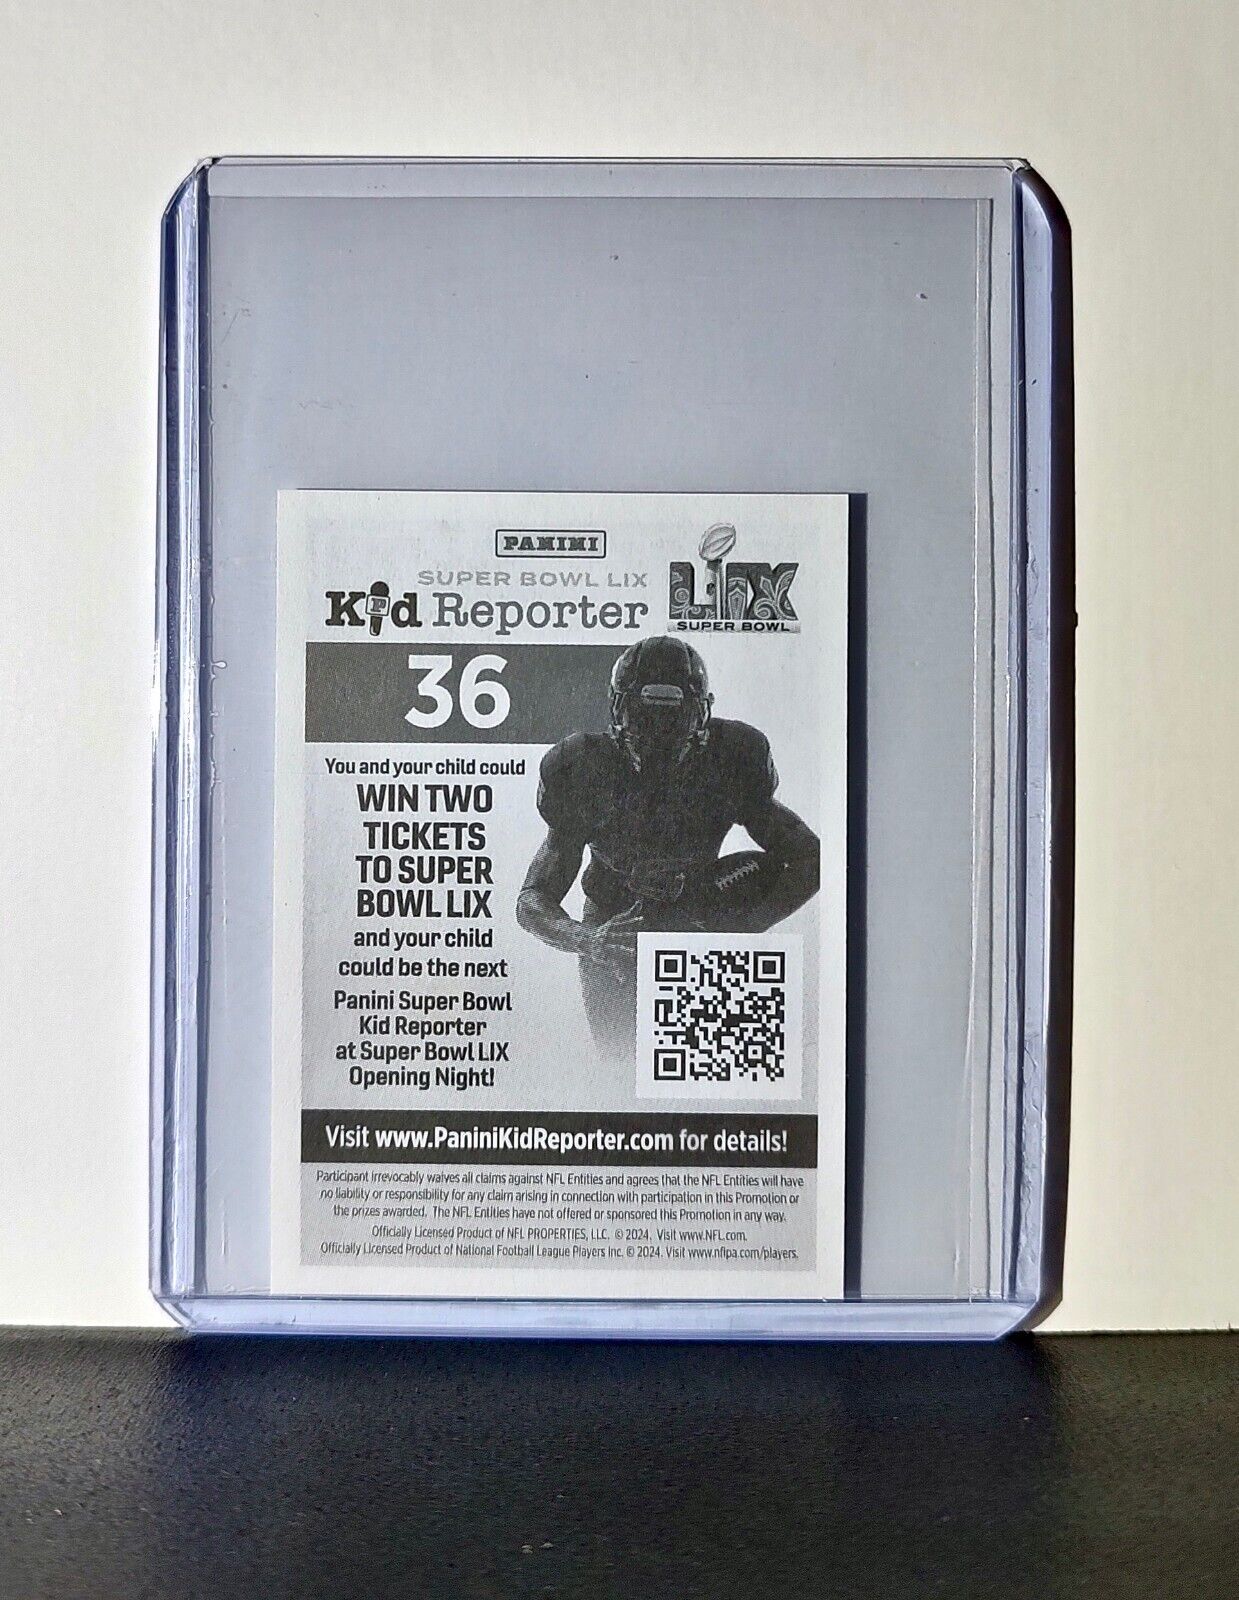 PANINI
SUPER BOWL LIX
Kid Reporter
LIX
SUPER BOWL
36
You and your child could
WIN TWO
TICKETS
TO SUPER
BOWL LIX
and your child
could be the next
Panini Super Bowl
Kid Reporter
at Super Bowl LIX
Opening Night!
Visit www.PaniniKidReporter.com for details!
Participant irrevocably waives all claims against NFL Entities and agrees that the NFL Entities will have
no liability or responsibility for any claim arising in connection with participation in this Promotion or
the prizes awarded. The NFL Entities have not offered or sponsored this Promotion in any way.
Officially Licensed Product of NFL PROPERTIES, LLC. © 2024. Visit www.NFL.com.
Officially Licensed Product of National Football League Players Inc. © 2024. Visit www.nflpa.com/players.